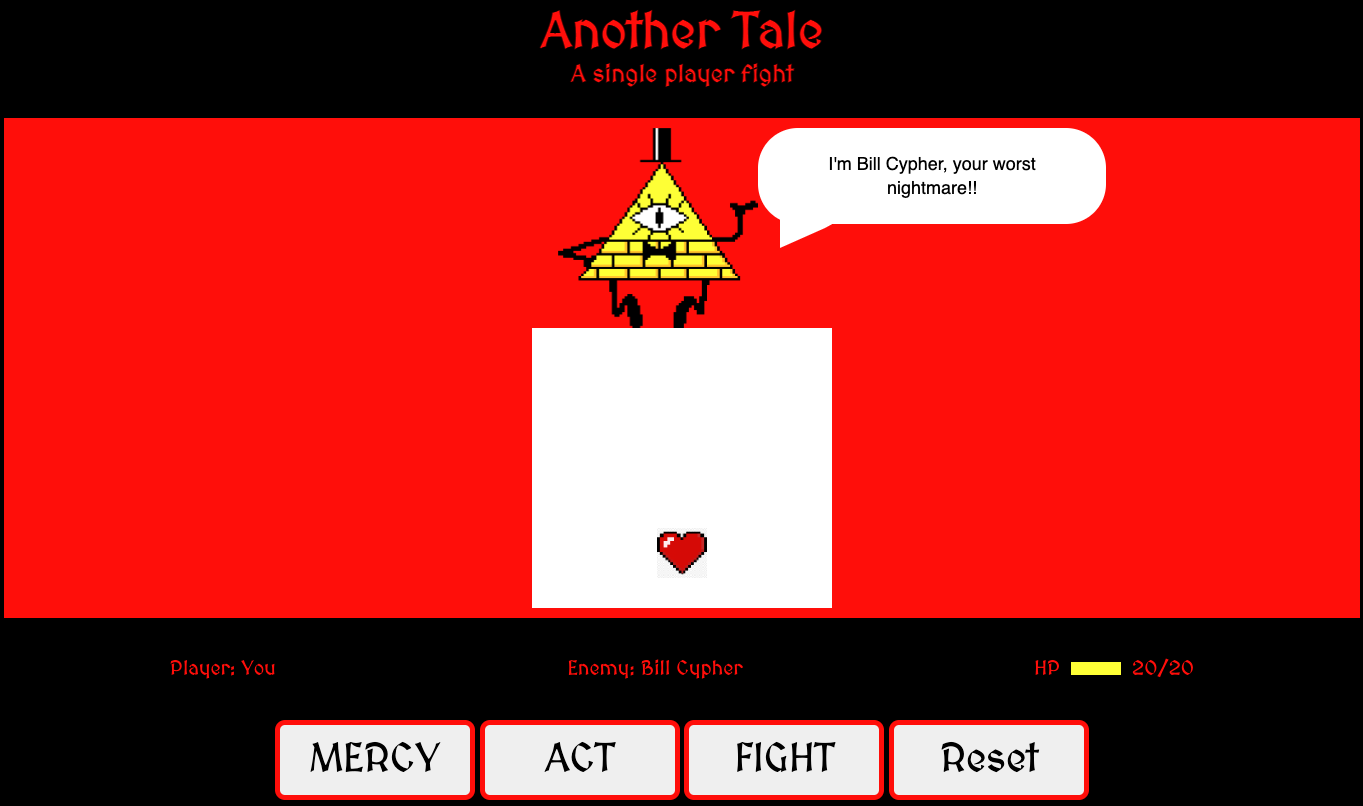 Another Tale
A single player fight
I'm Bill Cypher, your worst
nightmare!!
Player: You
Enemy: Bill Cypher
HP 20/20
MERCY
ACT
FIGHT
Reset